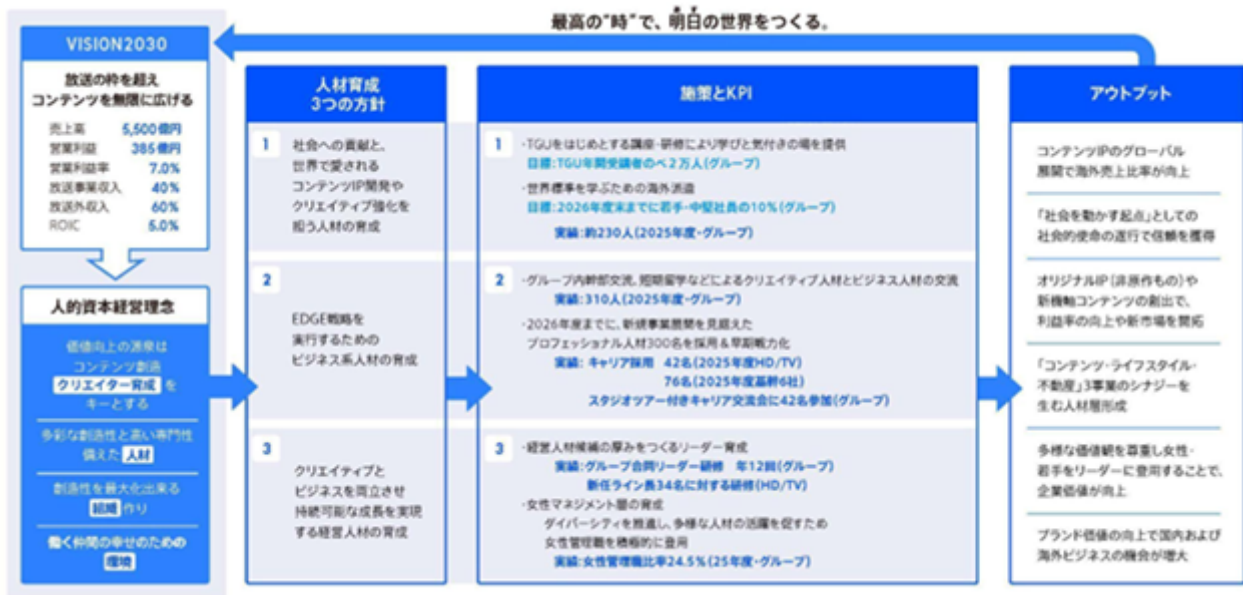 最高の"時"で、明日の世界をつくる。
VISION2030
放送の枠を超え
コンテンツを無限に広げる
売上高 5,500億円
営業利益 385億円
営業利益率 7.0%
放送事業収入 40%
放送外収入 60%
ROIC 5.0%
人的資本経営理念
価値向上の源泉は
コンテンツ創造
クリエイター育成 を
キーとする
多彩な創造性と高い専門性
備えた 人材
創造性を最大化出来る
組織 作り
働く仲間の幸せのための
環境
人材育成
3つの方針
1 社会への貢献と、
世界で愛される
コンテンツIP開発や
クリエイティブ強化を
担う人材の育成
2
EDGE戦略を
実行するための
ビジネス系人材の育成
3
クリエイティブと
ビジネスを両立させ
持続可能な成長を実現
する経営人材の育成
施策とKPI
1 ・TGUをはじめとする講座・研修により学びと気付きの場を提供
目標:TGU年間受講者のべ2万人(グループ)
・世界標準を学ぶための海外派遣
目標:2026年度末までに若手・中堅社員の10%(グループ)
実績:約230人(2025年度・グループ)
2 ・グループ内幹部交流、短期留学などによるクリエイティブ人材とビジネス人材の交流
実績:310人(2025年度・グループ)
・2026年度までに、新規事業展開を見据えた
プロフェッショナル人材300名を採用&早期戦力化
実績: キャリア採用 42名(2025年度HD/TV)
76名(2025年度基幹6社)
スタジオツアー付きキャリア交流会に42名参加(グループ)
3 ・経営人材候補の厚みをつくるリーダー育成
実績:グループ合同リーダー研修 年12回(グループ)
新任ライン長34名に対する研修(HD/TV)
・女性マネジメント層の育成
ダイバーシティを推進し、多様な人材の活躍を促すため
女性管理職を積極的に登用
実績:女性管理職比率24.5%(25年度・グループ)
アウトプット
コンテンツIPのグローバル
展開で海外売上比率が向上
「社会を動かす起点」としての
社会的使命の遂行で信頼を獲得
オリジナルIP(非原作もの)や
新機軸コンテンツの創出で、
利益率の向上や新市場を開拓
「コンテンツ・ライフスタイル・
不動産」3事業のシナジーを
生む人材層形成
多様な価値観を尊重し女性・
若手をリーダーに登用することで、
企業価値が向上
ブランド価値の向上で国内および
海外ビジネスの機会が増大